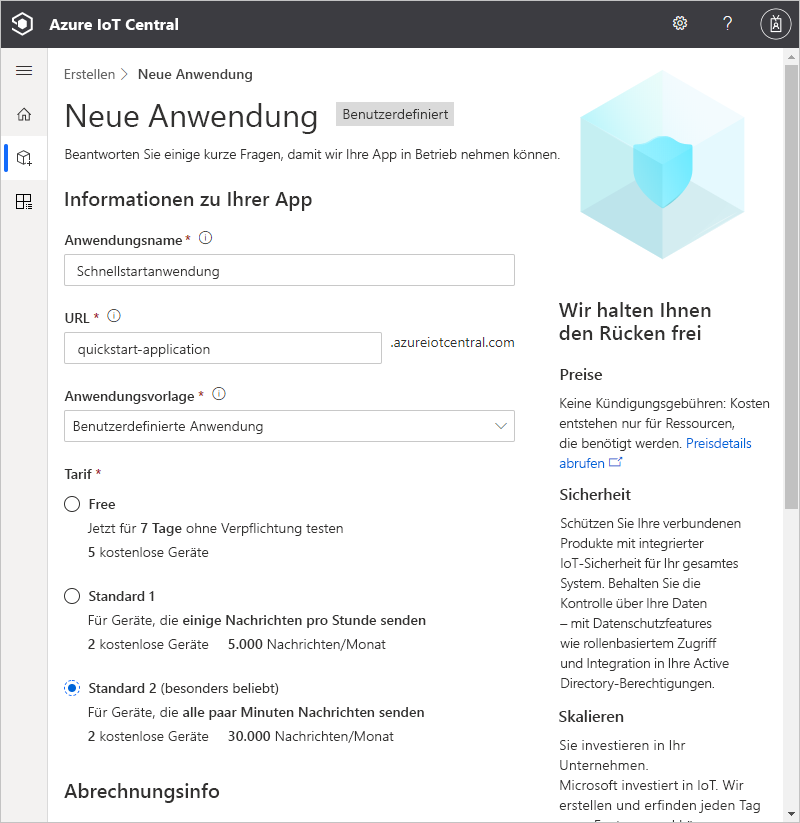 Azure IoT Central
?
Erstellen > Neue Anwendung
Neue Anwendung Benutzerdefiniert
Beantworten Sie einige kurze Fragen, damit wir Ihre App in Betrieb nehmen können.
Informationen zu Ihrer App
Anwendungsname *
Schnellstartanwendung
URL *
quickstart-application .azureiotcentral.com
Anwendungsvorlage *
Benutzerdefinierte Anwendung
Tarif *
Free
Jetzt für 7 Tage ohne Verpflichtung testen
5 kostenlose Geräte
Standard 1
Für Geräte, die einige Nachrichten pro Stunde senden
2 kostenlose Geräte 5.000 Nachrichten/Monat
Standard 2 (besonders beliebt)
Für Geräte, die alle paar Minuten Nachrichten senden
2 kostenlose Geräte 30.000 Nachrichten/Monat
Abrechnungsinfo
Wir halten Ihnen
den Rücken frei
Preise
Keine Kündigungsgebühren: Kosten
entstehen nur für Ressourcen,
die benötigt werden. Preisdetails
abrufen
Sicherheit
Schützen Sie Ihre verbundenen
Produkte mit integrierter
IoT-Sicherheit für Ihr gesamtes
System. Behalten Sie die
Kontrolle über Ihre Daten
– mit Datenschutzfeatures
wie rollenbasiertem Zugriff
und Integration in Ihre Active
Directory-Berechtigungen.
Skalieren
Sie investieren in Ihr
Unternehmen.
Microsoft investiert in IoT. Wir
erstellen und erfinden jeden Tag